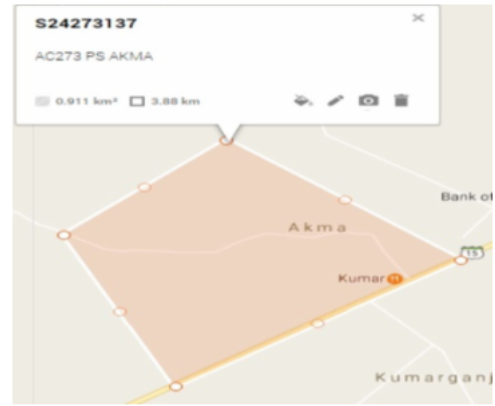 S24273137
AC273 PS AKMA
0.911 km² 3.88 km
Bank of
Akma
15
Kumar H
Kumarganj